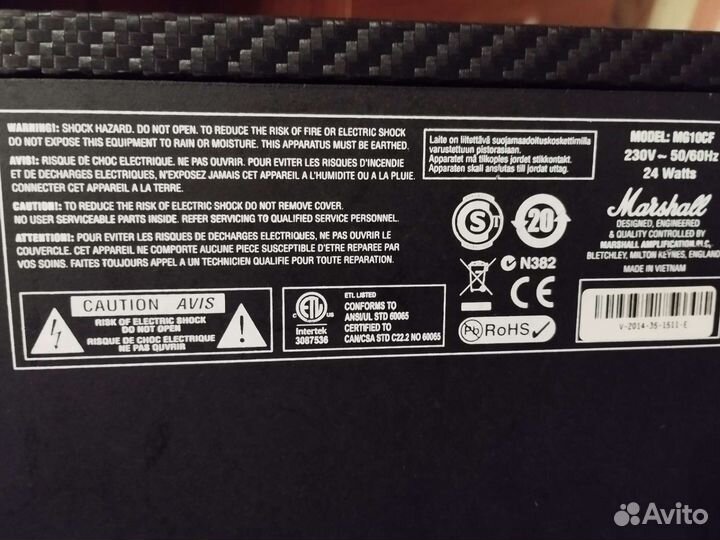 WARNING!: SHOCK HAZARD. DO NOT OPEN. TO REDUCE THE RISK OF FIRE OR ELECTRIC SHOCK
DO NOT EXPOSE THIS EQUIPMENT TO RAIN OR MOISTURE. THIS APPARATUS MUST BE EARTHED.
AVIS!: RISQUE DE CHOC ELECTRIQUE. NE PAS OUVRIR. POUR EVITER LES RISQUES D'INCENDIE
ET DE DECHARGES ELECTRIQUES, N'EXPOSEZ JAMAIS CET APPAREIL A L'HUMIDITE OU A LA PLUIE.
CONNECTER CET APPAREIL A LA TERRE.
CAUTION!: TO REDUCE THE RISK OF ELECTRIC SHOCK DO NOT REMOVE COVER.
NO USER SERVICEABLE PARTS INSIDE. REFER SERVICING TO QUALIFIED SERVICE PERSONNEL.
ATTENTION!: POUR EVITER LES RISQUES DE DECHARGES ELECTRIQUES, NE PAS OUVRIR LE
COUVERCLE. CET APPAREIL NE COMPORTE AUCUNE PIECE SUSCEPTIBLE D'ETRE REPAREE PAR
VOS SOINS. FAITES TOUJOURS APPEL A UN TECHNICIEN QUALIFIE POUR TOUTE REPARATION.
CAUTION AVIS
RISK OF ELECTRIC SHOCK
DO NOT OPEN
RISQUE DE CHOC ELECTRIQUE
NE PAS OUVRIR
ETL
CM
US
Intertek
3087536
ETL LISTED
CONFORMS TO
ANSI/UL STD 60065
CERTIFIED TO
CAN/CSA STD C22.2 NO 60065
Laite on liitettävä suojamaadoituskoskettimilla
varustettuun pistorasiaan.
Apparatet må tilkoples jordet stikkontakt.
Apparaten skall anslutas till jordat uttag.
S T
20
N382
CE
Pb RoHS
MODEL: MG10CF
230V ~ 50/60Hz
24 Watts
Marshall
DESIGNED, ENGINEERED
& QUALITY CONTROLLED BY
MARSHALL AMPLIFICATION PLC,
BLETCHLEY, MILTON KEYNES, ENGLAND
MADE IN VIETNAM
V-2014-35-1511-E
Avito